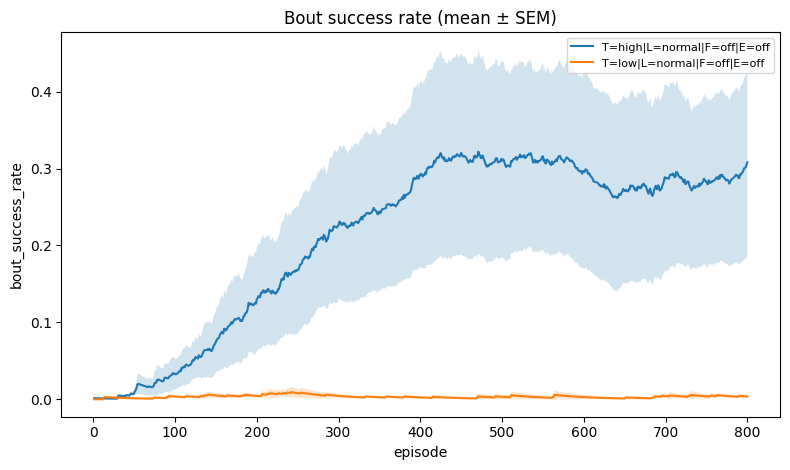 Bout success rate (mean ± SEM)
T=high|L=normal|F=off|E=off
T=low|L=normal|F=off|E=off
bout_success_rate
0.4
0.3
0.2
0.1
0.0
0 100 200 300 400 500 600 700 800
episode